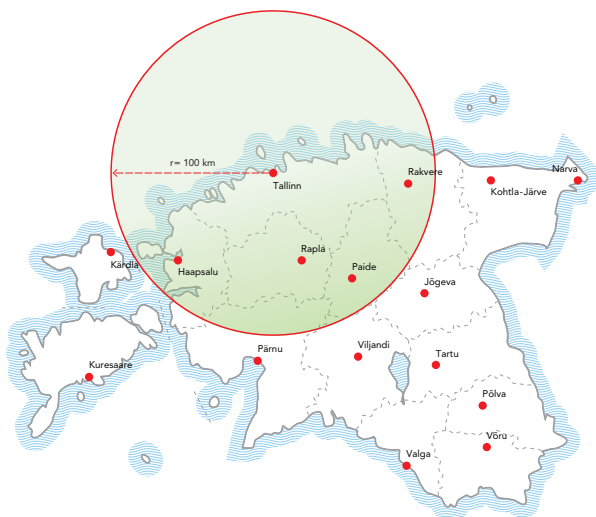 r= 100 km
Tallinn
Rakvere
Narva
Kohtla-Järve
Kärdla
Haapsalu
Rapla
Paide
Jõgeva
Pärnu
Viljandi
Tartu
Kuresaare
Põlva
Võru
Valga